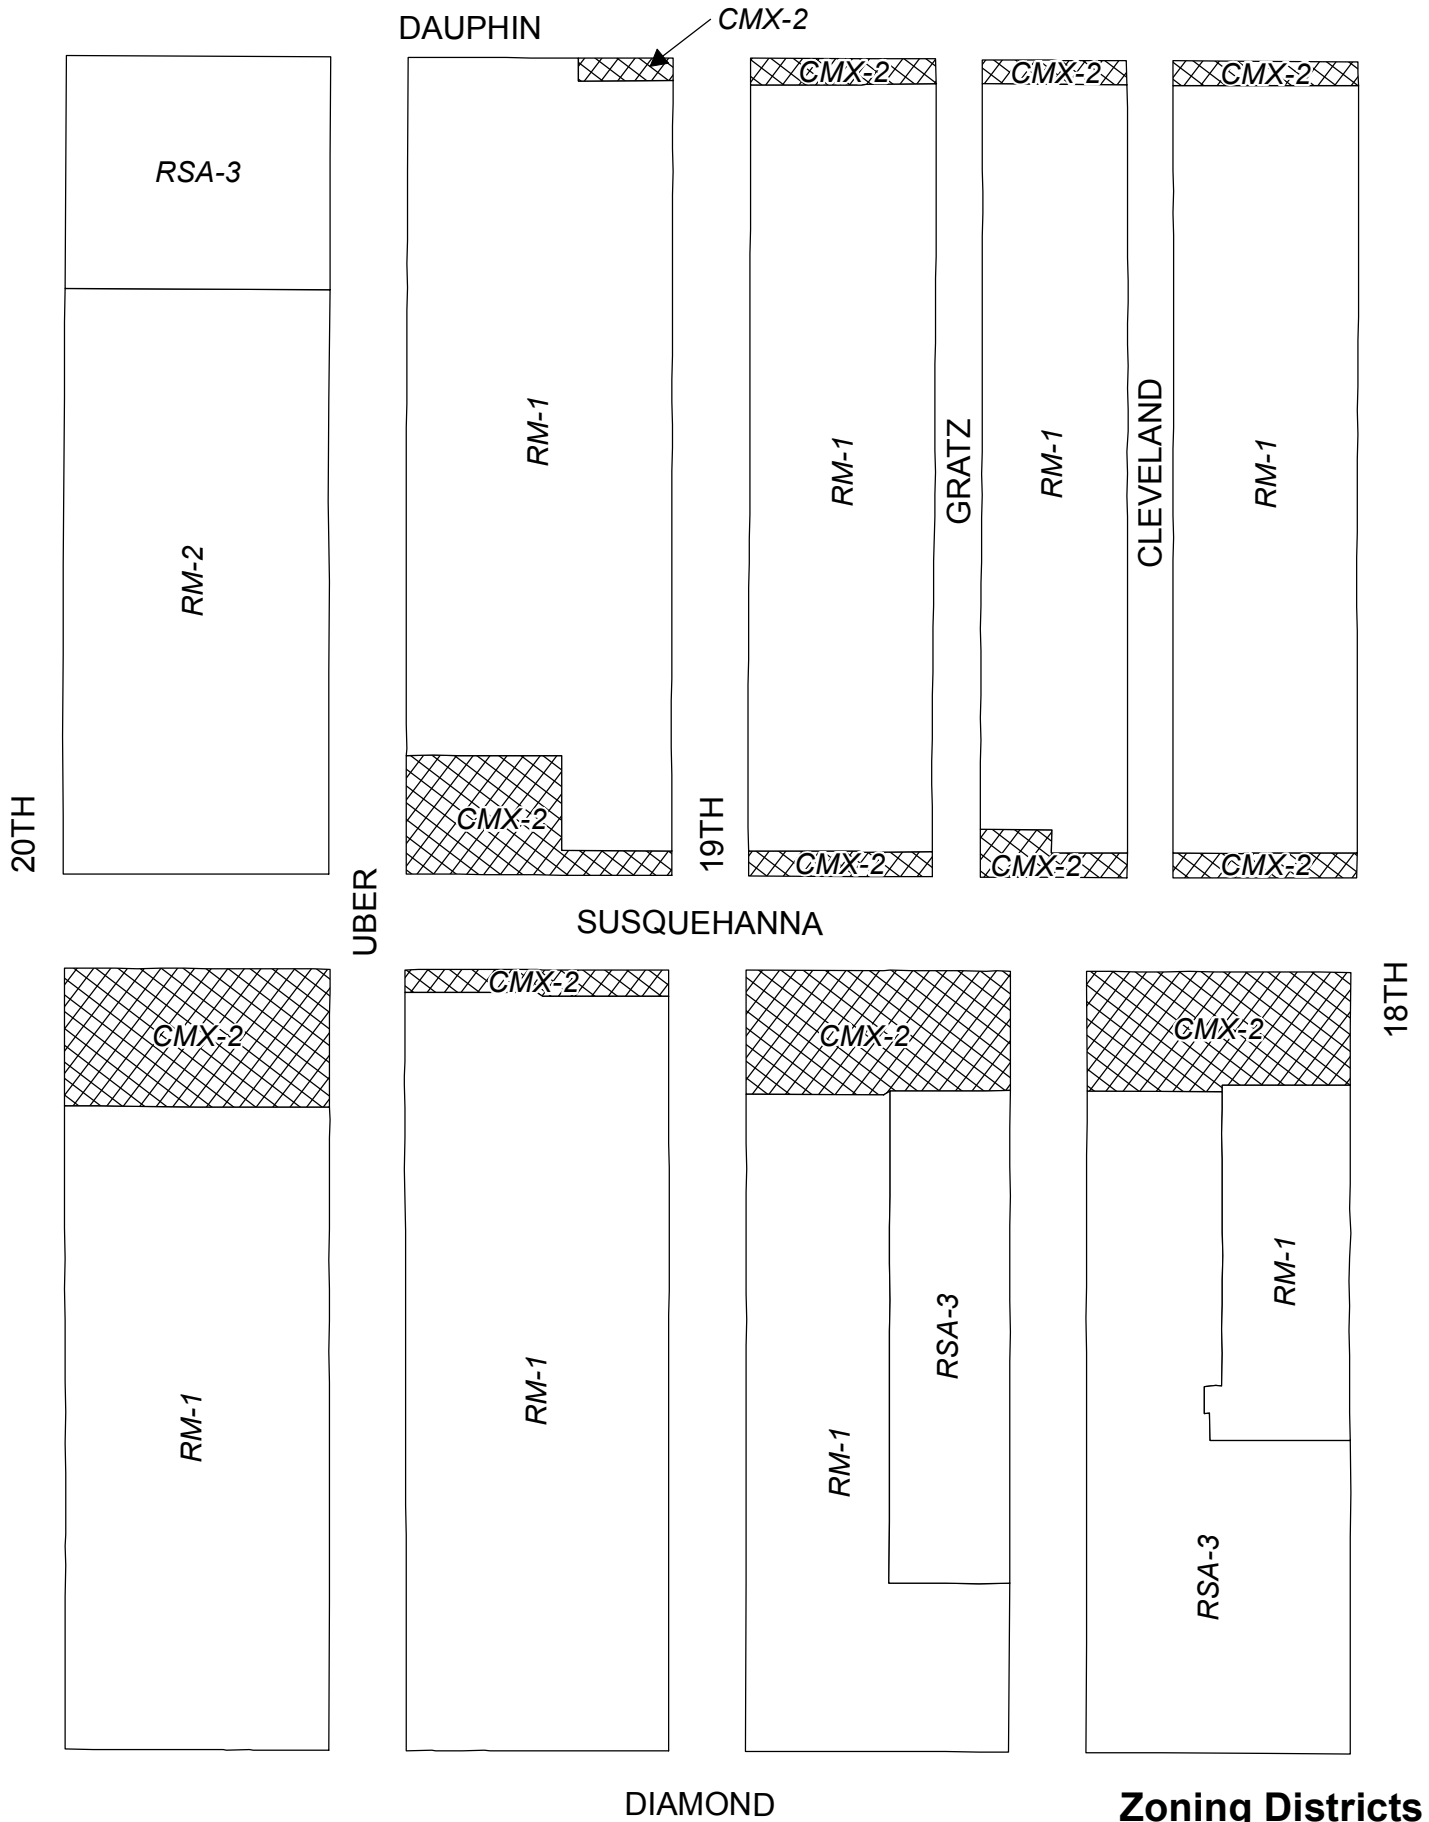 DAUPHIN
CMX-2
CMX-2
CMX-2
CMX-2
RSA-3
RM-1
RM-1
GRATZ
RM-1
CLEVELAND
RM-1
RM-2
20TH
CMX-2
19TH
CMX-2
CMX-2
CMX-2
UBER
SUSQUEHANNA
18TH
CMX-2
CMX-2
CMX-2
CMX-2
RM-1
RM-1
RM-1
RSA-3
RM-1
RSA-3
DIAMOND
Zoning Districts